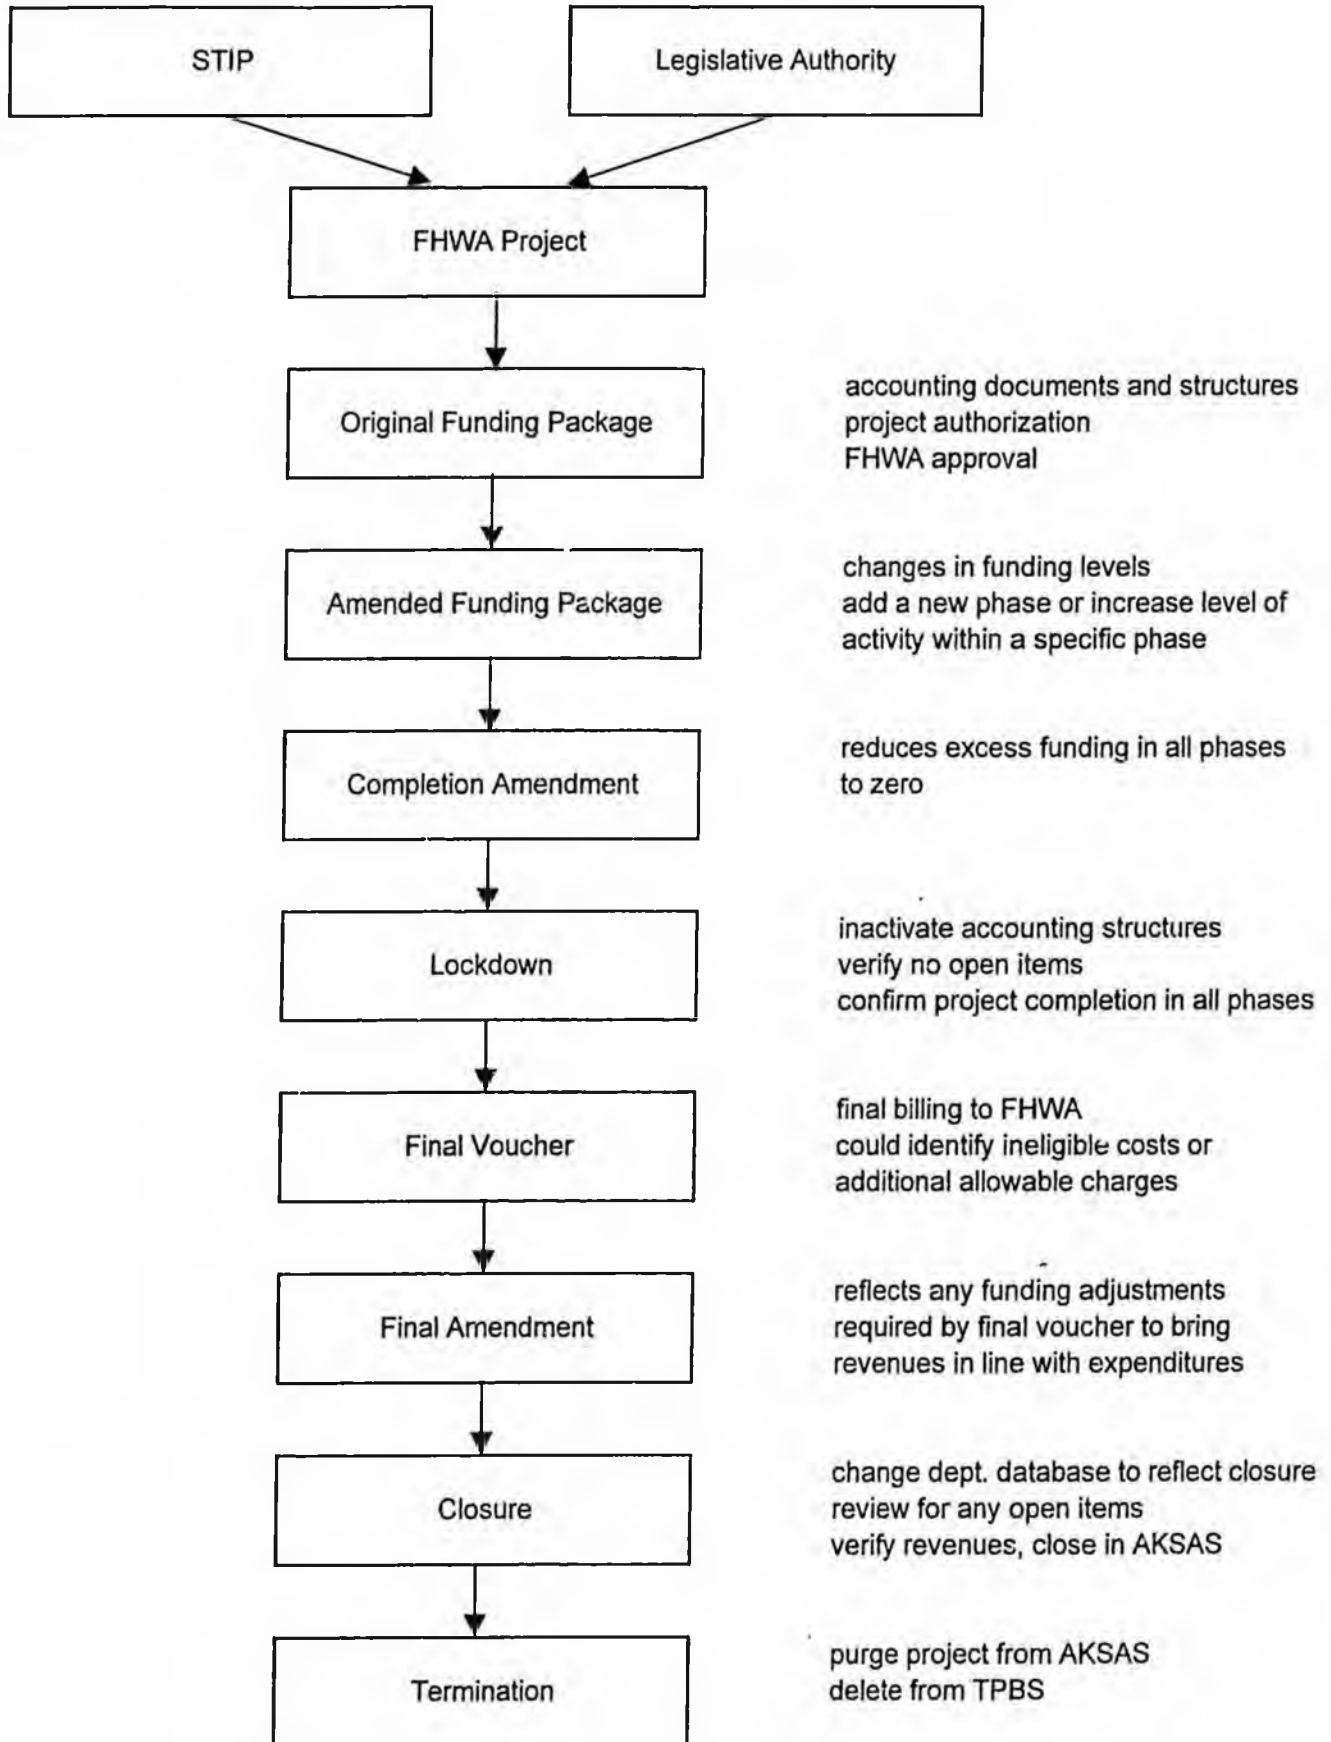 STIP
Legislative Authority
FHWA Project
Original Funding Package
accounting documents and structures
project authorization
FHWA approval
Amended Funding Package
changes in funding levels
add a new phase or increase level of
activity within a specific phase
Completion Amendment
reduces excess funding in all phases
to zero
Lockdown
inactivate accounting structures
verify no open items
confirm project completion in all phases
Final Voucher
final billing to FHWA
could identify ineligible costs or
additional allowable charges
Final Amendment
reflects any funding adjustments
required by final voucher to bring
revenues in line with expenditures
Closure
change dept. database to reflect closure
review for any open items
verify revenues, close in AKSAS
Termination
purge project from AKSAS
delete from TPBS